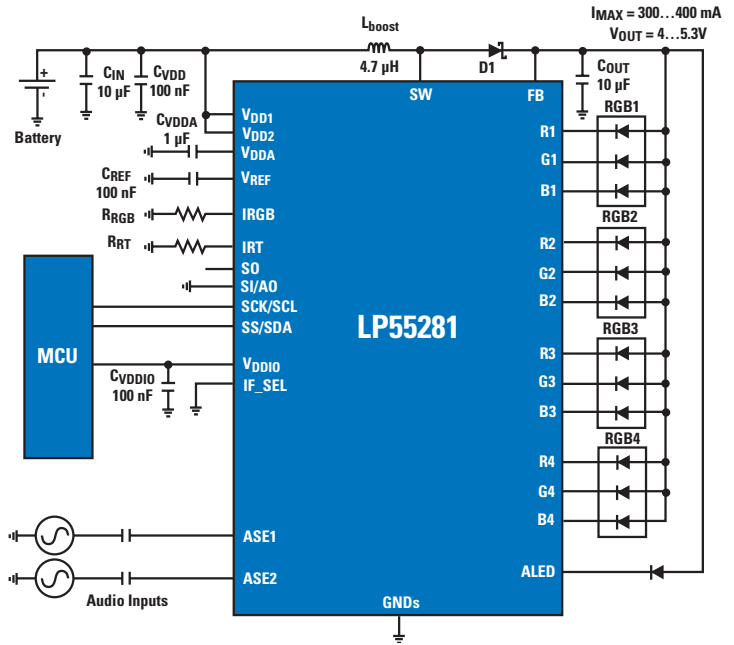 IMAX = 300...400 mA
VOUT = 4...5.3V
Lboost
4.7 µH
D1
CIN
10 µF
CVDD
100 nF
COUT
10 µF
+
-
Battery
SW
FB
CVDDA
1 µF
VDD1
VDD2
VDDA
CREF
100 nF
VREF
RRGB
IRGB
RRT
IRT
SO
SI/AO
SCK/SCL
SS/SDA
MCU
CVDDIO
100 nF
VDDIO
IF_SEL
LP55281
RGB1
R1
G1
B1
RGB2
R2
G2
B2
RGB3
R3
G3
B3
RGB4
R4
G4
B4
ASE1
ASE2
Audio Inputs
ALED
GNDs